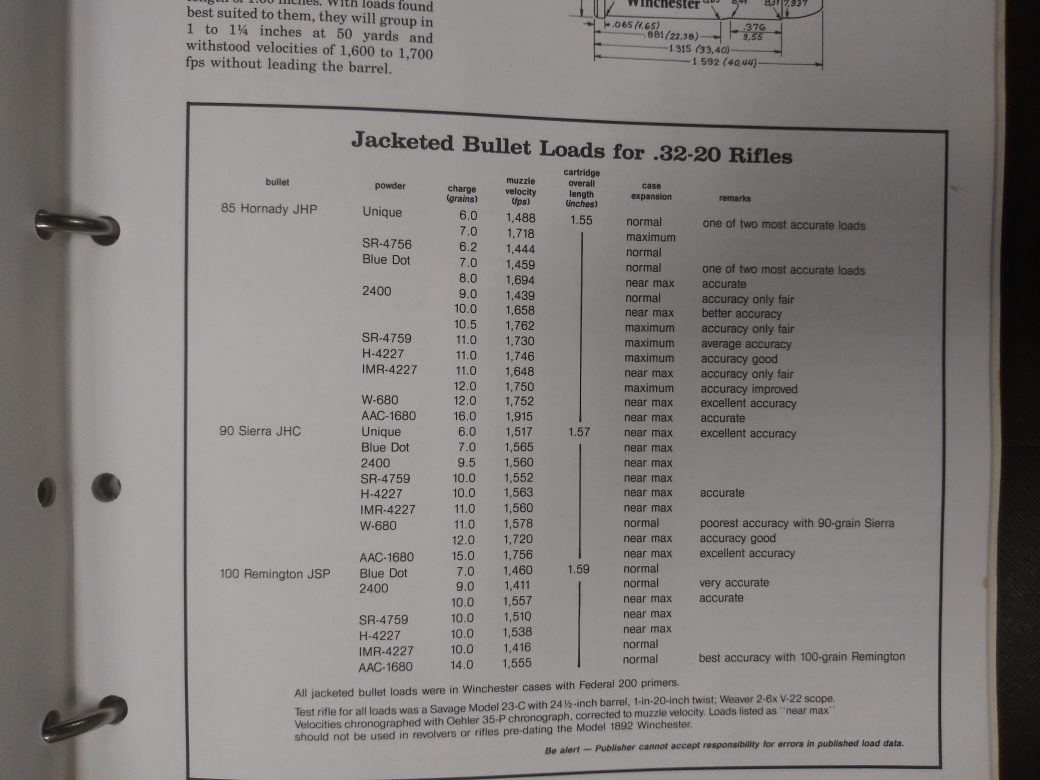 length of 1.60 inches. With loads found
best suited to them, they will group in
1 to 1¼ inches at 50 yards and
withstood velocities of 1,600 to 1,700
fps without leading the barrel.
Winchester
.065 (1.65)
.881 (22.38)
.376
9,55
1.315 (33,40)
1.592 (40,44)
Jacketed Bullet Loads for .32-20 Rifles
bullet powder charge (grains) muzzle velocity (fps) cartridge overall length (inches) case expansion remarks
85 Hornady JHP Unique 6.0 1,488 1.55 normal one of two most accurate loads
7.0 1,718 maximum
SR-4756 6.2 1,444 normal
Blue Dot 7.0 1,459 normal one of two most accurate loads
8.0 1,694 near max accurate
2400 9.0 1,439 normal accuracy only fair
10.0 1,658 near max better accuracy
10.5 1,762 maximum accuracy only fair
SR-4759 11.0 1,730 maximum average accuracy
H-4227 11.0 1,746 maximum accuracy good
IMR-4227 11.0 1,648 near max accuracy only fair
12.0 1,750 maximum accuracy improved
W-680 12.0 1,752 near max excellent accuracy
AAC-1680 16.0 1,915 near max accurate
90 Sierra JHC Unique 6.0 1,517 1.57 near max excellent accuracy
Blue Dot 7.0 1,565 near max
2400 9.5 1,560 near max
SR-4759 10.0 1,552 near max
H-4227 10.0 1,563 near max accurate
IMR-4227 11.0 1,560 near max
W-680 11.0 1,578 normal poorest accuracy with 90-grain Sierra
12.0 1,720 near max accuracy good
AAC-1680 15.0 1,756 near max excellent accuracy
100 Remington JSP Blue Dot 7.0 1,460 1.59 normal
2400 9.0 1,411 normal very accurate
10.0 1,557 near max accurate
SR-4759 10.0 1,510 near max
H-4227 10.0 1,538 near max
IMR-4227 10.0 1,416 normal
AAC-1680 14.0 1,555 normal best accuracy with 100-grain Remington
All jacketed bullet loads were in Winchester cases with Federal 200 primers.
Test rifle for all loads was a Savage Model 23-C with 24½-inch barrel, 1-in-20-inch twist; Weaver 2-6x V-22 scope.
Velocities chronographed with Oehler 35-P chronograph, corrected to muzzle velocity. Loads listed as "near max"
should not be used in revolvers or rifles pre-dating the Model 1892 Winchester.
Be alert — Publisher cannot accept responsibility for errors in published load data.